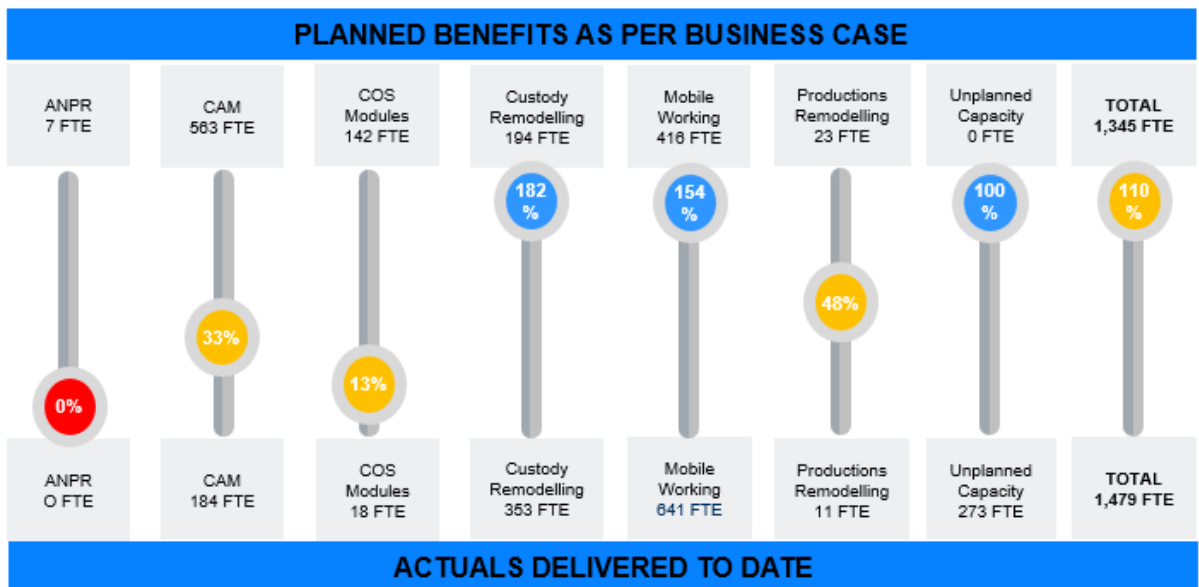 PLANNED BENEFITS AS PER BUSINESS CASE
ANPR
7 FTE
CAM
563 FTE
COS
Modules
142 FTE
Custody
Remodelling
194 FTE
Mobile
Working
416 FTE
Productions
Remodelling
23 FTE
Unplanned
Capacity
0 FTE
TOTAL
1,345 FTE
0%
33%
13%
182
%
154
%
48%
100
%
110
%
ANPR
O FTE
CAM
184 FTE
COS
Modules
18 FTE
Custody
Remodelling
353 FTE
Mobile
Working
641 FTE
Productions
Remodelling
11 FTE
Unplanned
Capacity
273 FTE
TOTAL
1,479 FTE
ACTUALS DELIVERED TO DATE